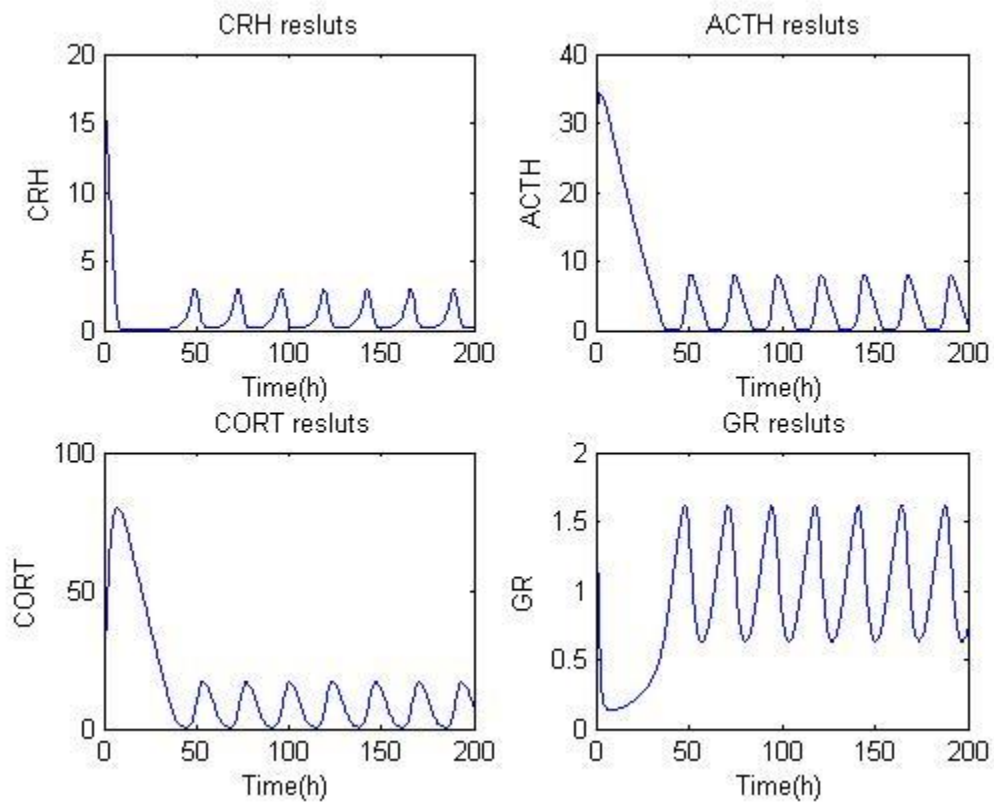 CRH resluts
20
15
10
5
0
CRH
0 50 100 150 200
Time(h)
ACTH resluts
40
30
20
10
0
ACTH
0 50 100 150 200
Time(h)
CORT resluts
100
50
0
CORT
0 50 100 150 200
Time(h)
GR resluts
2
1.5
1
0.5
0
GR
0 50 100 150 200
Time(h)